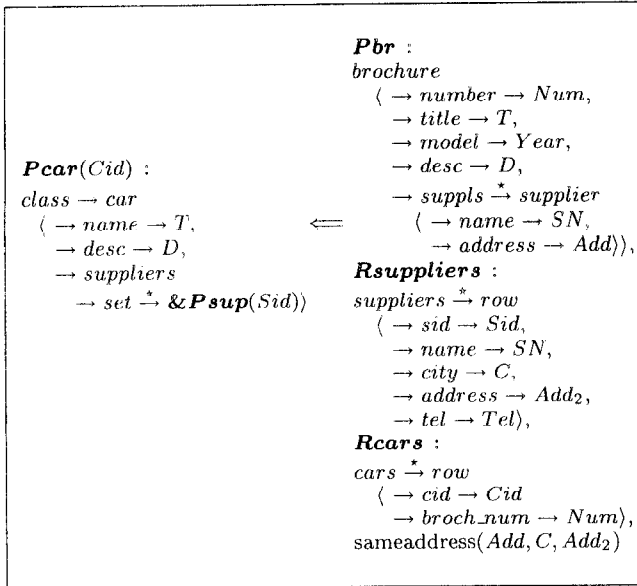 Pcar(Cid) :
class → car
⟨ → name → T,
→ desc → D,
→ suppliers
→ set →* &Psup(Sid)⟩
⇐
Pbr :
brochure
⟨ → number → Num,
→ title → T,
→ model → Year,
→ desc → D,
→ suppls →* supplier
⟨ → name → SN,
→ address → Add⟩⟩,
Rsuppliers :
suppliers →* row
⟨ → sid → Sid,
→ name → SN,
→ city → C,
→ address → Add₂,
→ tel → Tel⟩,
Rcars :
cars →* row
⟨ → cid → Cid
→ broch_num → Num⟩,
sameaddress(Add, C, Add₂)